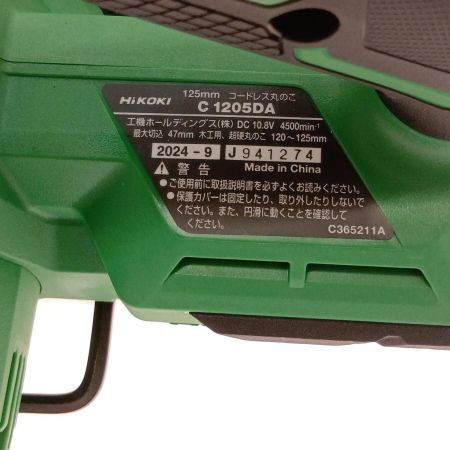 125mm コードレス丸のこ
HiKOKI C 1205DA
工機ホールディングス(株) DC 10.8V 4500min⁻¹
最大切込 47mm 木工用、超硬丸のこ 120～125mm
2024-9 J941274
⚠ 警告 Made in China
●ご使用前に取扱説明書を必ずよくお読みください。
●保護カバーは固定したり、取り外したりしないで
ください。また、円滑に動くことを確認して
ください。
C365211A